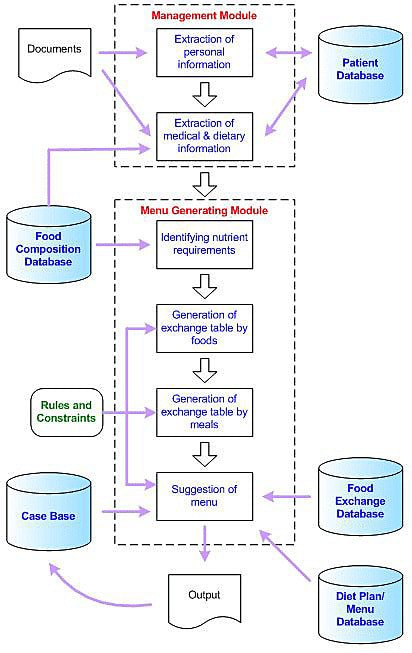 Management Module
Documents
Extraction of
personal
information
Patient
Database
Extraction of
medical & dietary
information
Menu Generating Module
Food
Composition
Database
Identifying nutrient
requirements
Generation of
exchange table by
foods
Rules and
Constraints
Generation of
exchange table by
meals
Case Base
Suggestion of
menu
Food
Exchange
Database
Output
Diet Plan/
Menu
Database